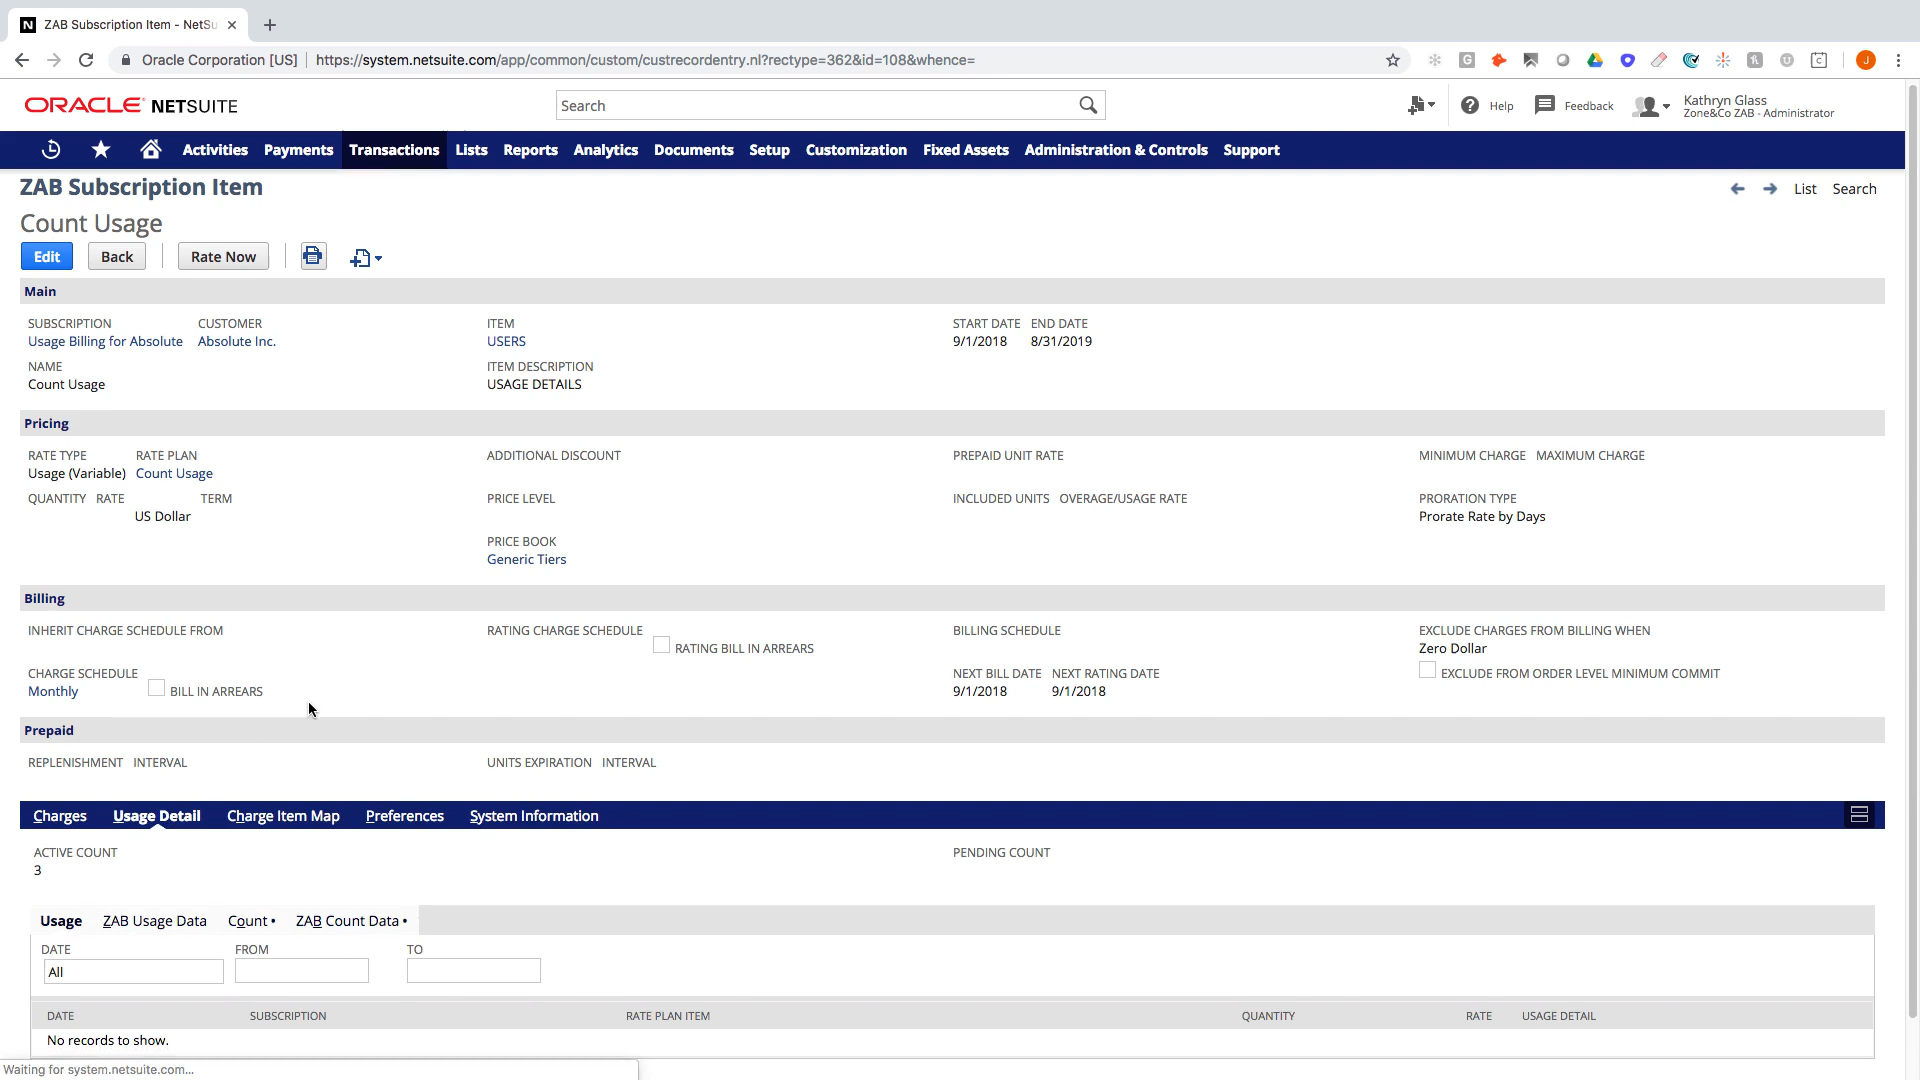 ZAB Subscription Item - NetSu
Oracle Corporation [US] https://system.netsuite.com/app/common/custom/custrecordentry.nl?rectype=362&id=108&whence=
ORACLE NETSUITE
Search
Help
Feedback
Kathryn Glass
Zone&Co ZAB - Administrator
Activities Payments Transactions Lists Reports Analytics Documents Setup Customization Fixed Assets Administration & Controls Support
ZAB Subscription Item
List Search
Count Usage
Edit Back Rate Now
Main
SUBSCRIPTION CUSTOMER ITEM START DATE END DATE
Usage Billing for Absolute Absolute Inc. USERS 9/1/2018 8/31/2019
NAME ITEM DESCRIPTION
Count Usage USAGE DETAILS
Pricing
RATE TYPE RATE PLAN ADDITIONAL DISCOUNT PREPAID UNIT RATE MINIMUM CHARGE MAXIMUM CHARGE
Usage (Variable) Count Usage
QUANTITY RATE TERM PRICE LEVEL INCLUDED UNITS OVERAGE/USAGE RATE PRORATION TYPE
US Dollar Prorate Rate by Days
PRICE BOOK
Generic Tiers
Billing
INHERIT CHARGE SCHEDULE FROM RATING CHARGE SCHEDULE BILLING SCHEDULE EXCLUDE CHARGES FROM BILLING WHEN
RATING BILL IN ARREARS Zero Dollar
CHARGE SCHEDULE NEXT BILL DATE NEXT RATING DATE EXCLUDE FROM ORDER LEVEL MINIMUM COMMIT
Monthly BILL IN ARREARS 9/1/2018 9/1/2018
Prepaid
REPLENISHMENT INTERVAL UNITS EXPIRATION INTERVAL
Charges Usage Detail Charge Item Map Preferences System Information
ACTIVE COUNT PENDING COUNT
3
Usage ZAB Usage Data Count • ZAB Count Data •
DATE FROM TO
All
DATE SUBSCRIPTION RATE PLAN ITEM QUANTITY RATE USAGE DETAIL
No records to show.
Waiting for system.netsuite.com...